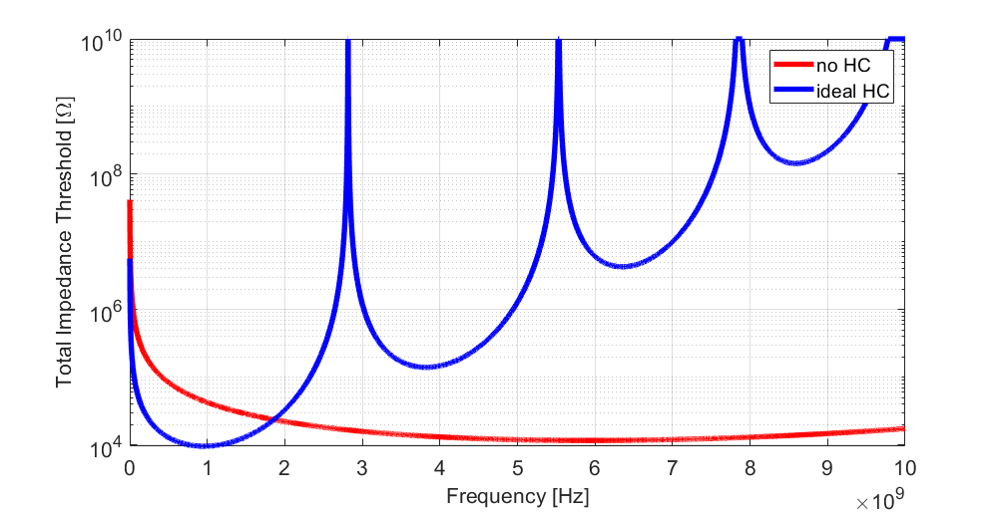 Total Impedance Threshold [Ω]
10^10
10^8
10^6
10^4
no HC
ideal HC
0 1 2 3 4 5 6 7 8 9 10
Frequency [Hz]
×10^9